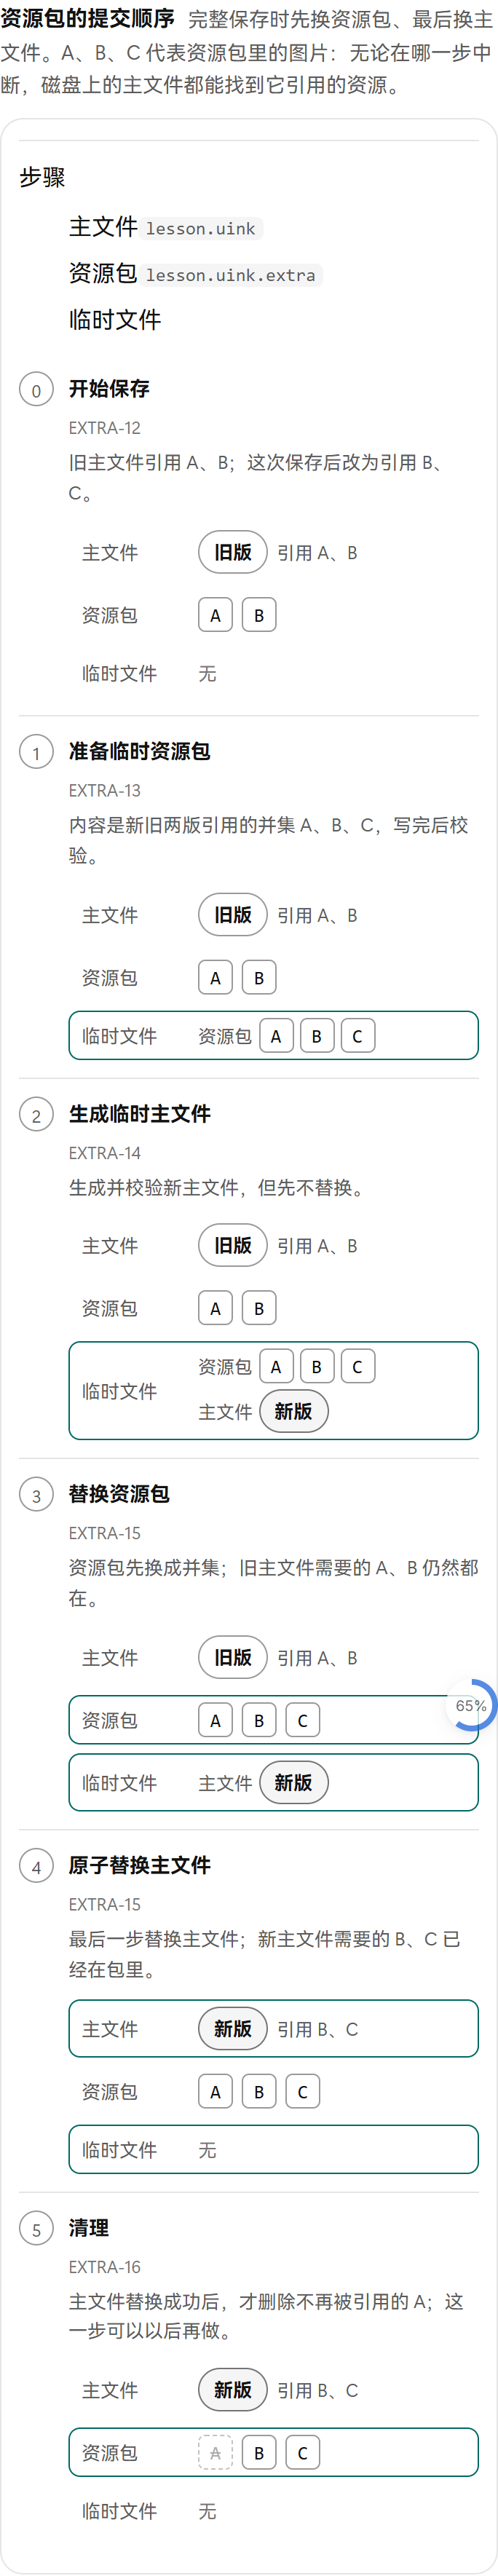 资源包的提交顺序 完整保存时先换资源包、最后换主
文件。A、B、C 代表资源包里的图片：无论在哪一步中
断，磁盘上的主文件都能找到它引用的资源。
步骤
主文件 lesson.uink
资源包 lesson.uink.extra
临时文件
0 开始保存
EXTRA-12
旧主文件引用 A、B；这次保存后改为引用 B、
C。
主文件 旧版 引用 A、B
资源包 A B
临时文件 无
1 准备临时资源包
EXTRA-13
内容是新旧两版引用的并集 A、B、C，写完后校
验。
主文件 旧版 引用 A、B
资源包 A B
临时文件 资源包 A B C
2 生成临时主文件
EXTRA-14
生成并校验新主文件，但先不替换。
主文件 旧版 引用 A、B
资源包 A B
临时文件 资源包 A B C
主文件 新版
3 替换资源包
EXTRA-15
资源包先换成并集；旧主文件需要的 A、B 仍然都
在。
主文件 旧版 引用 A、B
65%
资源包 A B C
临时文件 主文件 新版
4 原子替换主文件
EXTRA-15
最后一步替换主文件；新主文件需要的 B、C 已
经在包里。
主文件 新版 引用 B、C
资源包 A B C
临时文件 无
5 清理
EXTRA-16
主文件替换成功后，才删除不再被引用的 A；这
一步可以以后再做。
主文件 新版 引用 B、C
资源包 A B C
临时文件 无